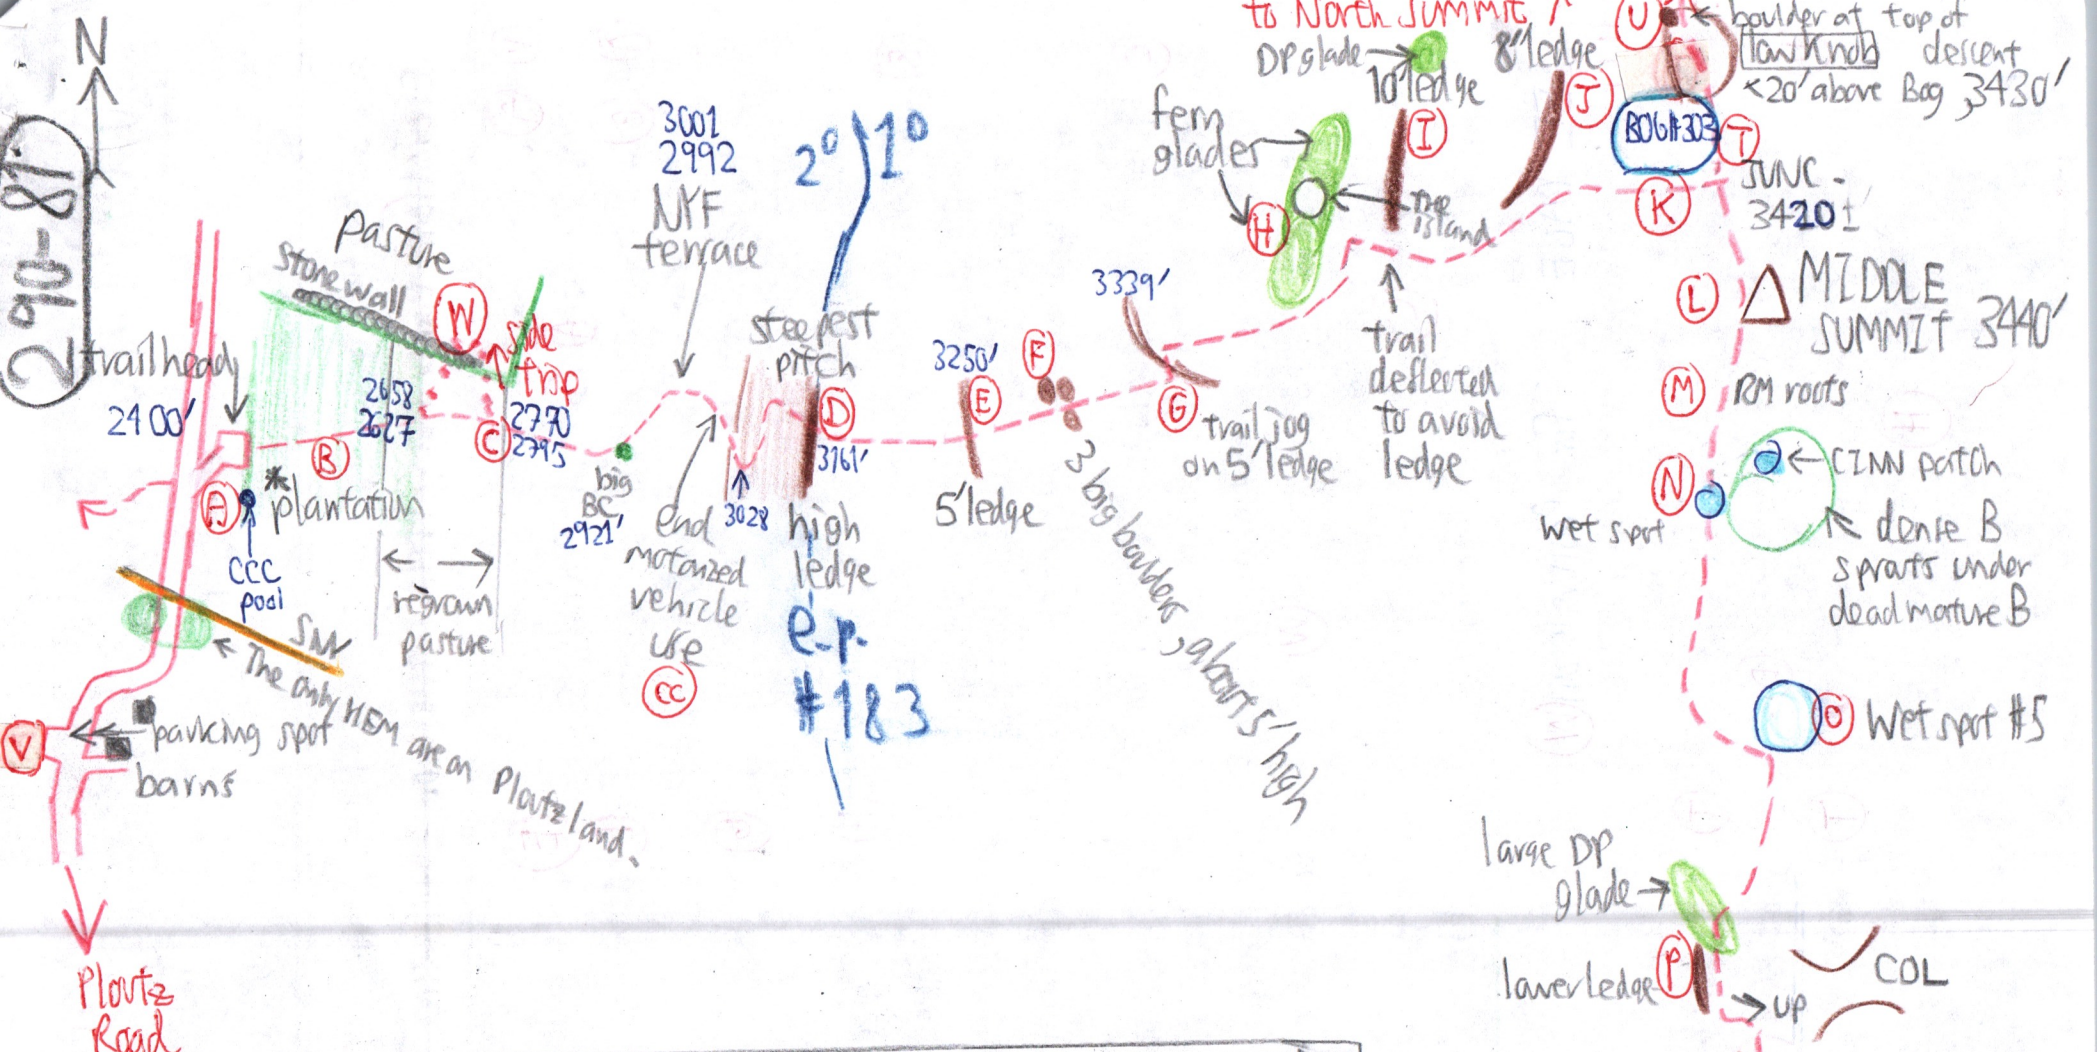 to North Summit
DP glade
10' ledge
8' ledge
U
boulder at top of
low knob
descent
<20' above Bog, 3430'
N
290-81
fern
glades
I
J
BOG#303
T
3001
2992
NYF
terrace
2° 1°
H
The
Island
K
JUNC.
3420±
Pasture
stone wall
W
side
trip
trailhead
2400'
2658
2627
2770
2795
steepest
pitch
3339'
3250'
F
L
MIDDLE
SUMMIT 3440'
trail
deflected
to avoid
ledge
M
RM roots
B
C
D
3161'
E
G
trail jog
on 5' ledge
A
* plantation
CCC
pool
big
BC
2921'
end
motorized
vehicle
use
CC
3028
high
ledge
e.p.
#183
5' ledge
3 big boulders, about 5' high
N
wet spot
CINN patch
dense B
sprouts under
dead mature B
regrown
pasture
SNW
The only HEM are on Ploutz land.
V
parking spot
barns
O
Wet spot #5
large DP
glade
P
lower ledge
up
COL
Ploutz
Road